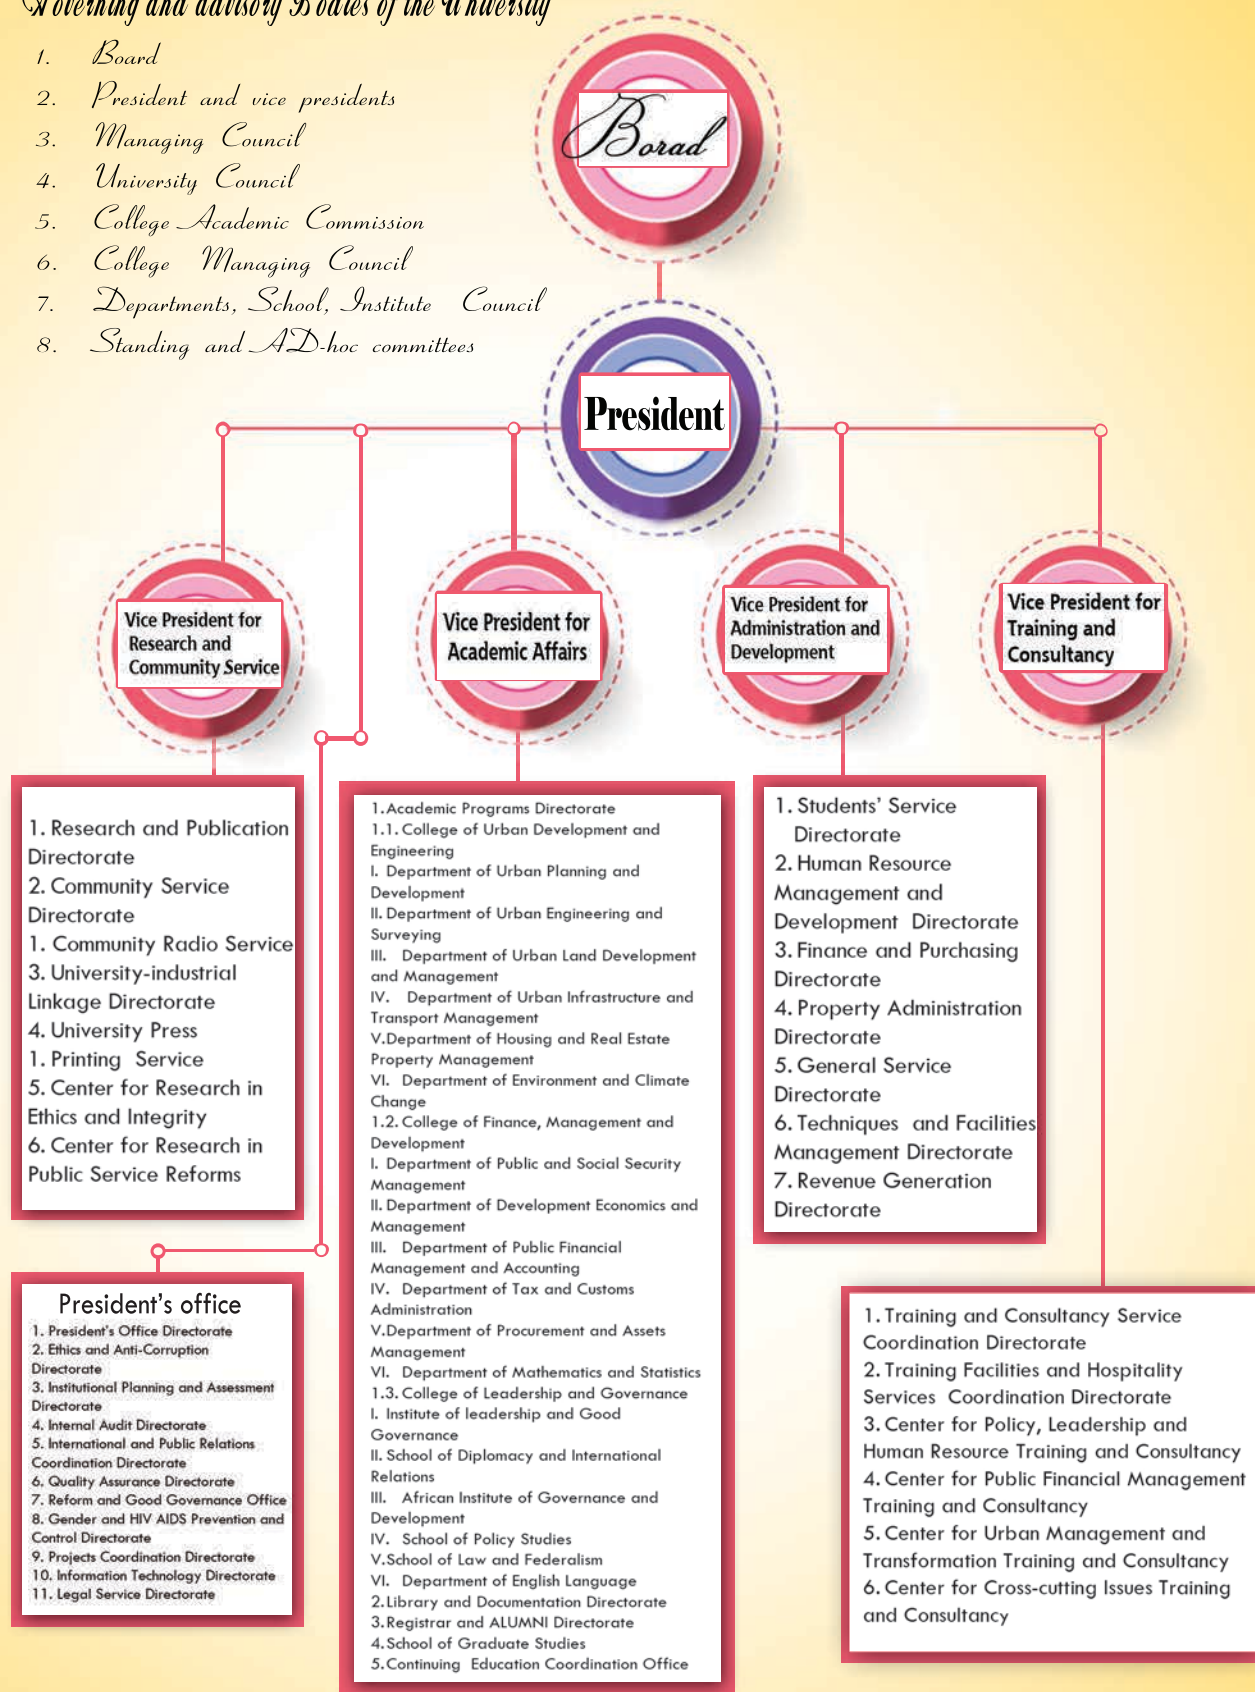 Governing and advisory Bodies of the University
1. Board
2. President and vice presidents
3. Managing Council
4. University Council
5. College Academic Commission
6. College Managing Council
7. Departments, School, Institute Council
8. Standing and AD-hoc committees
Borad
President
Vice President for
Research and
Community Service
Vice President for
Academic Affairs
Vice President for
Administration and
Development
Vice President for
Training and
Consultancy
1. Research and Publication
Directorate
2. Community Service
Directorate
1. Community Radio Service
3. University-industrial
Linkage Directorate
4. University Press
1. Printing Service
5. Center for Research in
Ethics and Integrity
6. Center for Research in
Public Service Reforms
President's office
1. President's Office Directorate
2. Ethics and Anti-Corruption
Directorate
3. Institutional Planning and Assessment
Directorate
4. Internal Audit Directorate
5. International and Public Relations
Coordination Directorate
6. Quality Assurance Directorate
7. Reform and Good Governance Office
8. Gender and HIV AIDS Prevention and
Control Directorate
9. Projects Coordination Directorate
10. Information Technology Directorate
11. Legal Service Directorate
1. Academic Programs Directorate
1.1. College of Urban Development and
Engineering
I. Department of Urban Planning and
Development
II. Department of Urban Engineering and
Surveying
III. Department of Urban Land Development
and Management
IV. Department of Urban Infrastructure and
Transport Management
V.Department of Housing and Real Estate
Property Management
VI. Department of Environment and Climate
Change
1.2. College of Finance, Management and
Development
I. Department of Public and Social Security
Management
II. Department of Development Economics and
Management
III. Department of Public Financial
Management and Accounting
IV. Department of Tax and Customs
Administration
V.Department of Procurement and Assets
Management
VI. Department of Mathematics and Statistics
1.3. College of Leadership and Governance
I. Institute of leadership and Good
Governance
II. School of Diplomacy and International
Relations
III. African Institute of Governance and
Development
IV. School of Policy Studies
V.School of Law and Federalism
VI. Department of English Language
2.Library and Documentation Directorate
3.Registrar and ALUMNI Directorate
4.School of Graduate Studies
5.Continuing Education Coordination Office
1. Students' Service
Directorate
2. Human Resource
Management and
Development Directorate
3. Finance and Purchasing
Directorate
4. Property Administration
Directorate
5. General Service
Directorate
6. Techniques and Facilities
Management Directorate
7. Revenue Generation
Directorate
1. Training and Consultancy Service
Coordination Directorate
2. Training Facilities and Hospitality
Services Coordination Directorate
3. Center for Policy, Leadership and
Human Resource Training and Consultancy
4. Center for Public Financial Management
Training and Consultancy
5. Center for Urban Management and
Transformation Training and Consultancy
6. Center for Cross-cutting Issues Training
and Consultancy